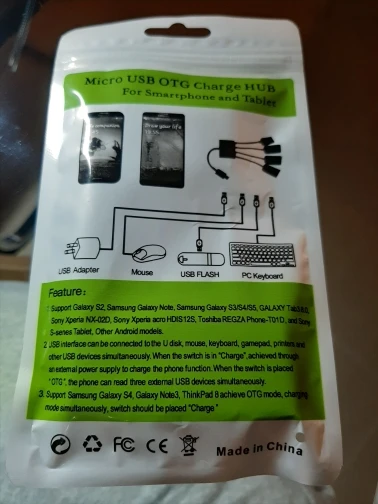 Micro USB OTG Charge HUB
For Smartphone and Tablet
your life
USB Adapter
Mouse
USB FLASH
PC Keyboard
Feature:
1. Support Galaxy S2, Samsung Galaxy Note, Samsung Galaxy S3/S4/S5, GALAXY
Sony Xperia NX-02D, Sony Xperia acro HDIS12S, Toshiba REGZA Phone-T01D, and Sony
S-series Tablet, Other Android models.
2. USB interface can be connected to the U disk, mouse, keyboard, gamepad, printers and
other USB devices simultaneously. When the switch is in "Charge", achieved through
an external power supply to charge the phone function. When the switch is placed
"OTG", the phone can read three external USB devices simultaneously.
3. Support Samsung Galaxy S4, Galaxy Note3, ThinkPad 8 achieve OTG mode, charging
mode simultaneously, switch should be placed "Charge"
FC CE
Made in China